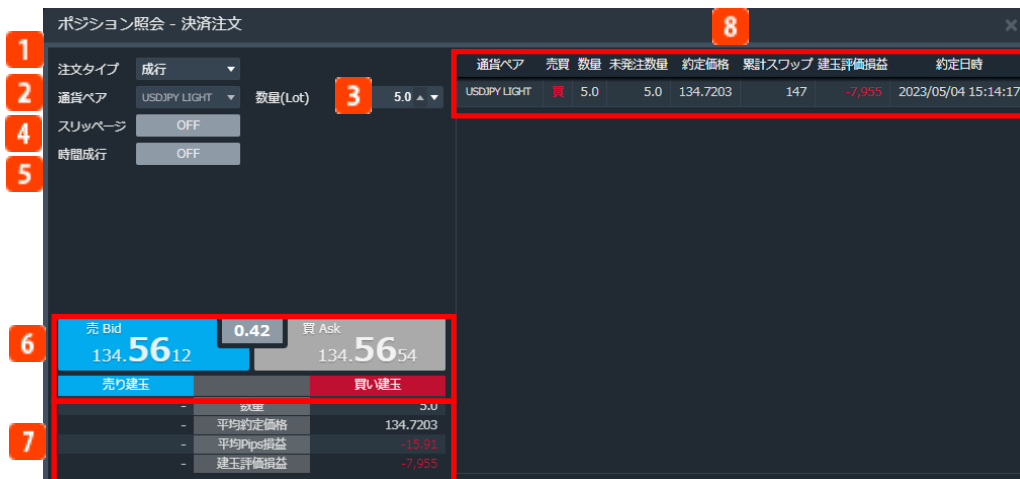 ポジション照会 - 決済注文
8
×
1
注文タイプ 成行
2
通貨ペア USDJPY LIGHT 数量(Lot) 3 5.0
4
スリッページ OFF
5
時間成行 OFF
通貨ペア 売買 数量 未発注数量 約定価格 累計スワップ 建玉評価損益 約定日時
USDJPY LIGHT 買 5.0 5.0 134.7203 147 -7,955 2023/05/04 15:14:17
6
売 Bid 0.42 買 Ask
134.5612 134.5654
売り建玉 買い建玉
7
- 数量 5.0
- 平均約定価格 134.7203
- 平均Pips損益 -15.91
- 建玉評価損益 -7,955